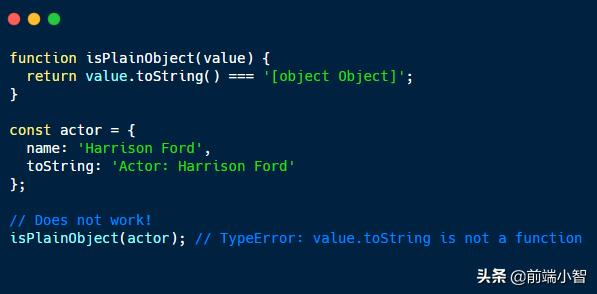 function isPlainObject(value) {
  return value.toString() === '[object Object]';
}
const actor = {
  name: 'Harrison Ford',
  toString: 'Actor: Harrison Ford'
};
// Does not work!
isPlainObject(actor); // TypeError: value.toString is not a function
头条 @前端小智